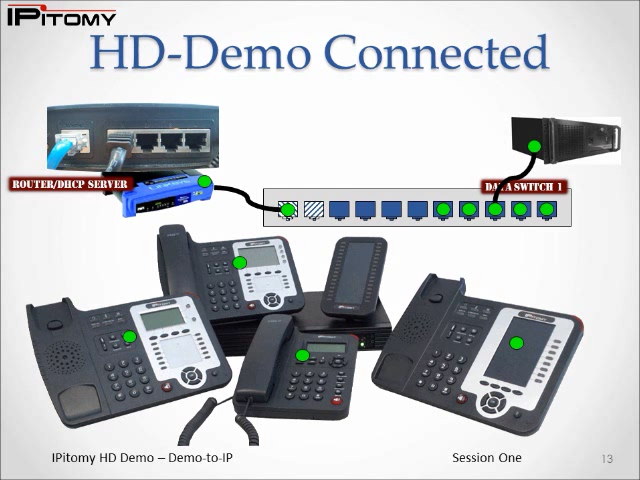 IPITOMY
HD-Demo Connected
ROUTER/DHCP SERVER
DATA SWITCH 1
IPitomy HD Demo – Demo-to-IP
Session One
13